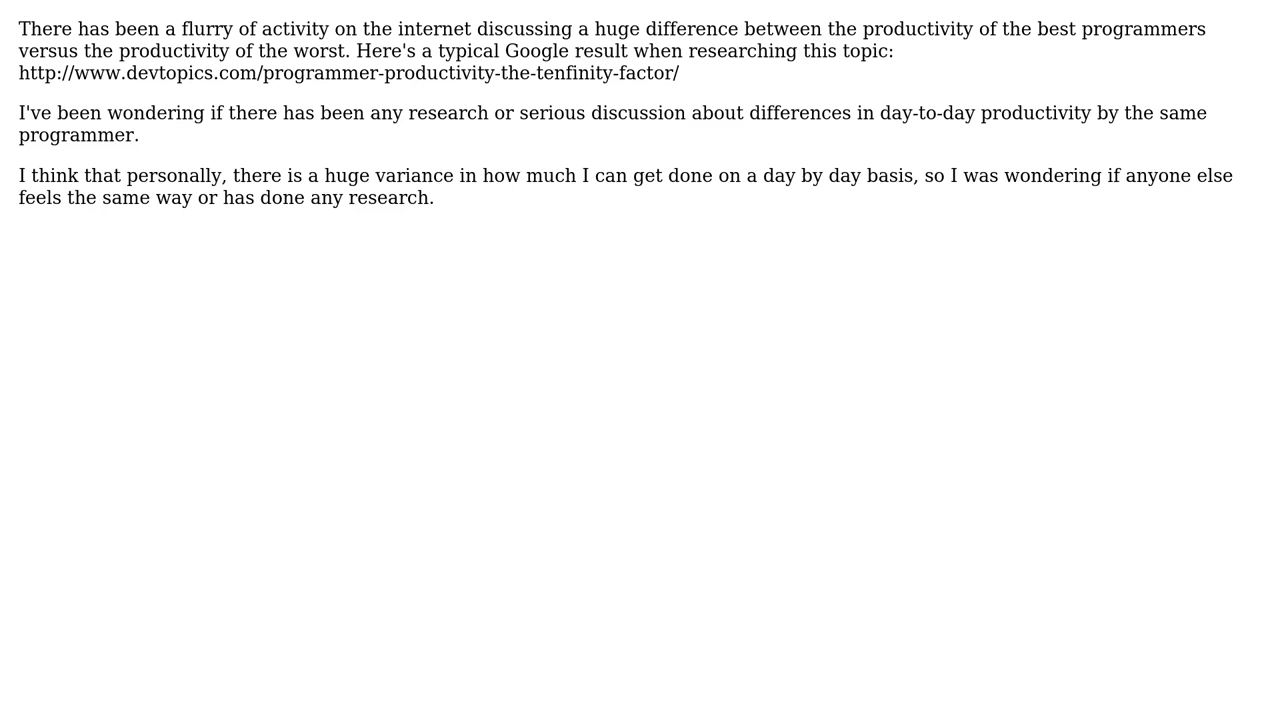 There has been a flurry of activity on the internet discussing a huge difference between the productivity of the best programmers
versus the productivity of the worst. Here's a typical Google result when researching this topic:
http://www.devtopics.com/programmer-productivity-the-tenfinity-factor/
I've been wondering if there has been any research or serious discussion about differences in day-to-day productivity by the same
programmer.
I think that personally, there is a huge variance in how much I can get done on a day by day basis, so I was wondering if anyone else
feels the same way or has done any research.